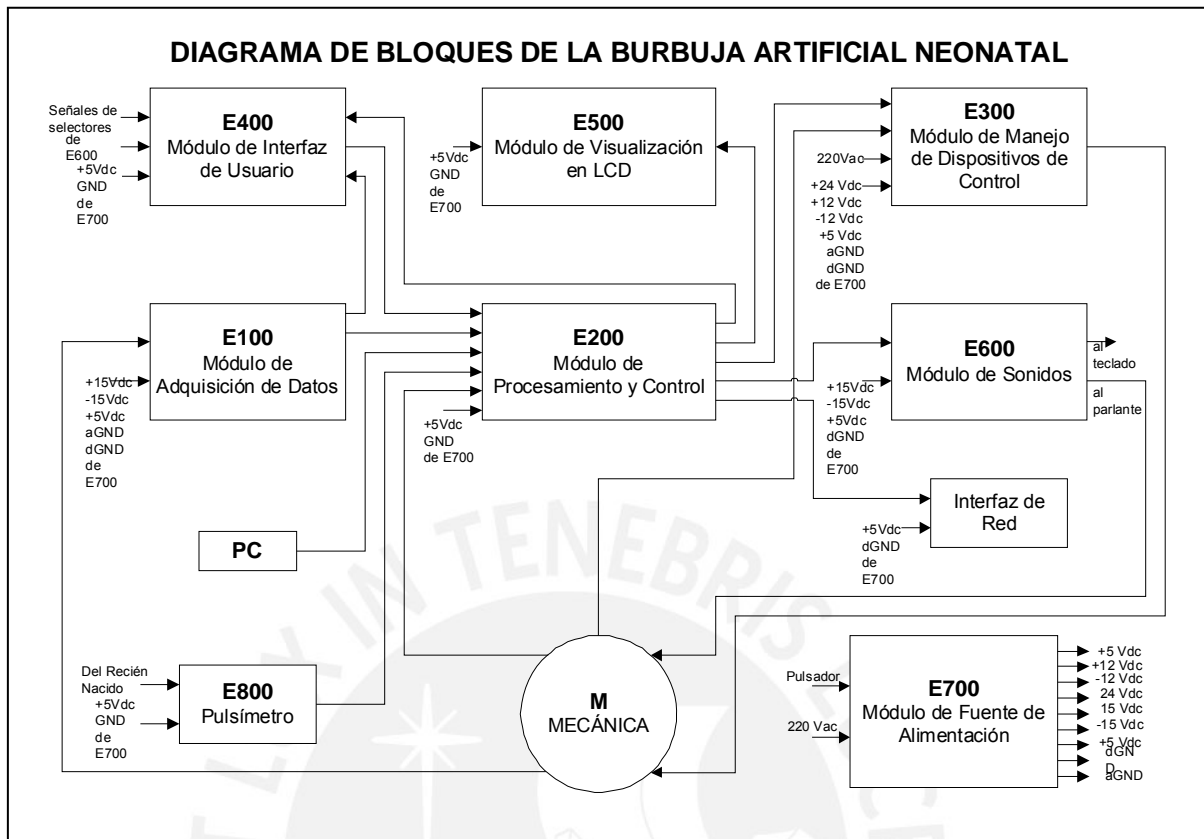 DIAGRAMA DE BLOQUES DE LA BURBUJA ARTIFICIAL NEONATAL
Señales de
selectores
de
E600
+5Vdc
GND
de
E700
E400
Módulo de Interfaz
de Usuario
+5Vdc
GND
de
E700
E500
Módulo de Visualización
en LCD
220Vac
+24 Vdc
+12 Vdc
-12 Vdc
+5 Vdc
aGND
dGND
de E700
E300
Módulo de Manejo
de Dispositivos de
Control
+15Vdc
-15Vdc
+5Vdc
aGND
dGND
de
E700
E100
Módulo de
Adquisición de Datos
+5Vdc
GND
de E700
E200
Módulo de
Procesamiento y Control
+15Vdc
-15Vdc
+5Vdc
dGND
de
E700
E600
Módulo de Sonidos
al
teclado
al
parlante
PC
+5Vdc
dGND
de
E700
Interfaz de
Red
Del Recién
Nacido
+5Vdc
GND
de
E700
E800
Pulsímetro
M
MECÁNICA
Pulsador
220 Vac
E700
Módulo de Fuente de
Alimentación
+5 Vdc
+12 Vdc
-12 Vdc
24 Vdc
15 Vdc
-15 Vdc
+5 Vdc
dGN
D
aGND
LX IN TENEBRIS